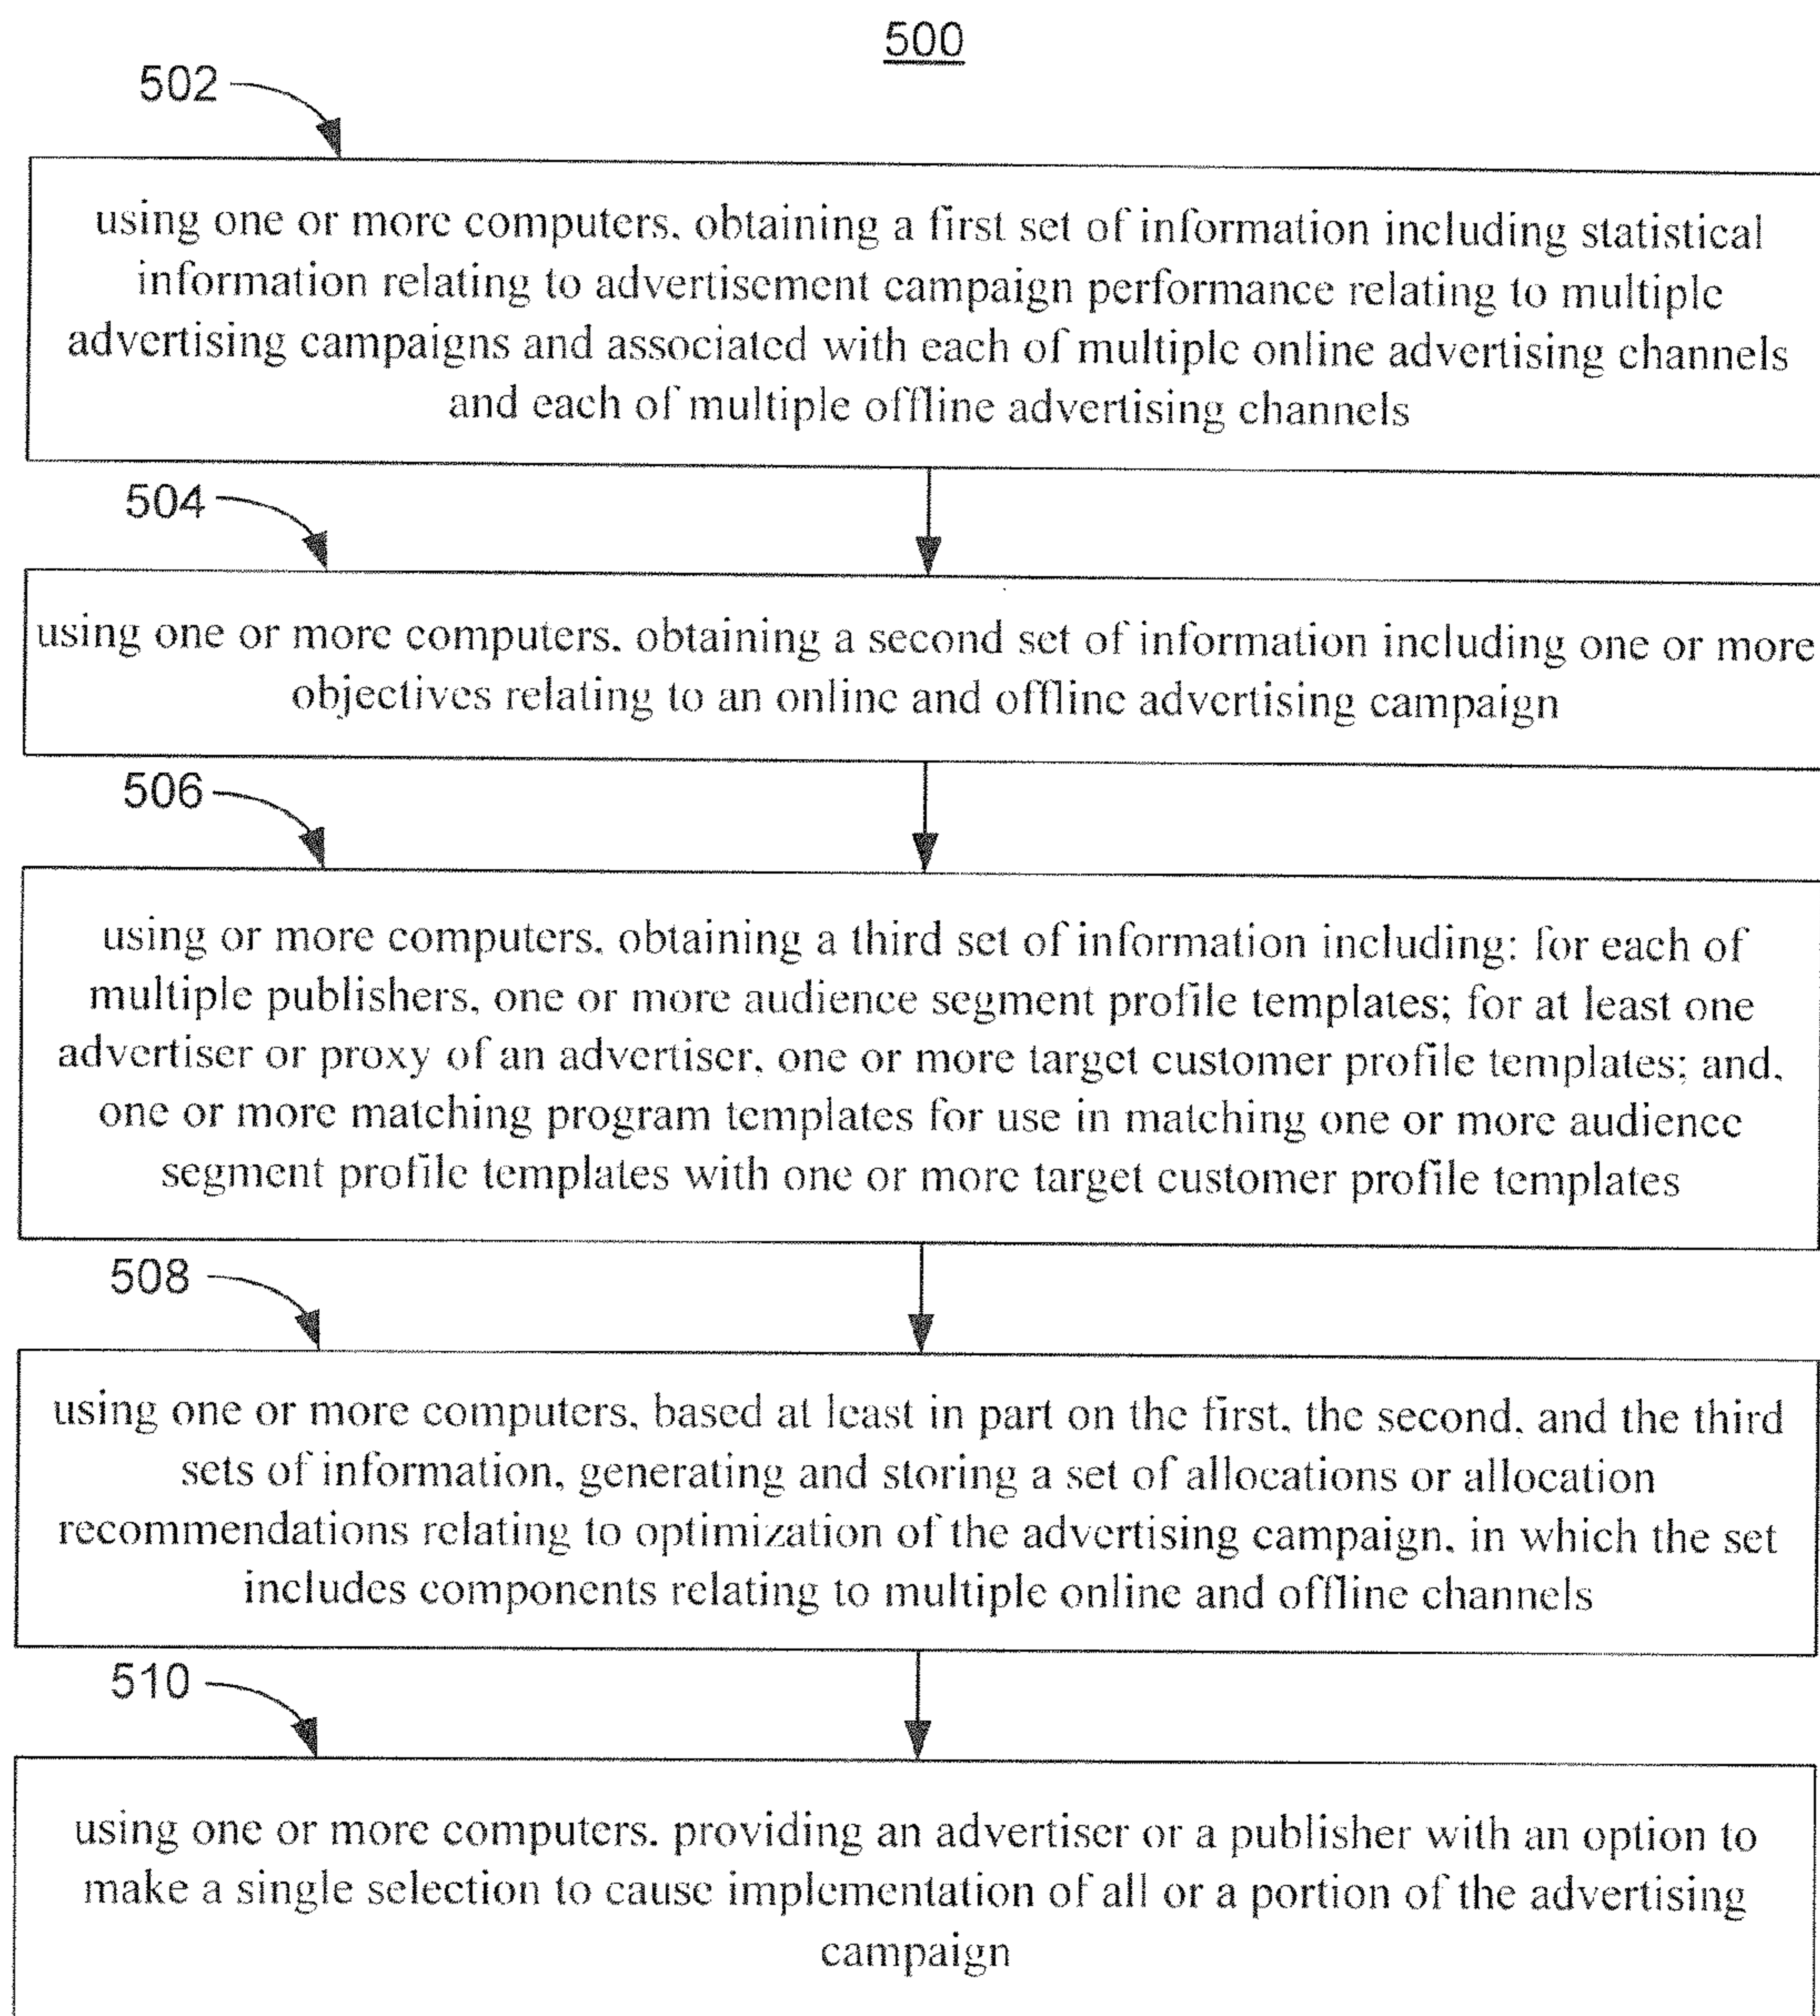 500
502
using one or more computers, obtaining a first set of information including statistical
information relating to advertisement campaign performance relating to multiple
advertising campaigns and associated with each of multiple online advertising channels
and each of multiple offline advertising channels
504
using one or more computers, obtaining a second set of information including one or more
objectives relating to an online and offline advertising campaign
506
using or more computers, obtaining a third set of information including: for each of
multiple publishers, one or more audience segment profile templates; for at least one
advertiser or proxy of an advertiser, one or more target customer profile templates; and,
one or more matching program templates for use in matching one or more audience
segment profile templates with one or more target customer profile templates
508
using one or more computers, based at least in part on the first, the second, and the third
sets of information, generating and storing a set of allocations or allocation
recommendations relating to optimization of the advertising campaign, in which the set
includes components relating to multiple online and offline channels
510
using one or more computers, providing an advertiser or a publisher with an option to
make a single selection to cause implementation of all or a portion of the advertising
campaign